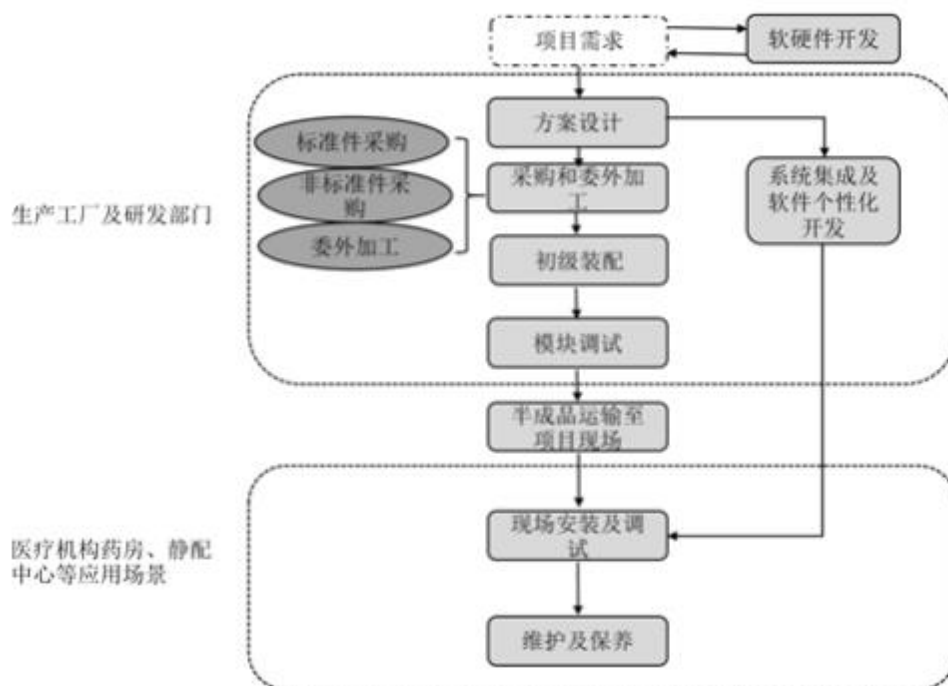 项目需求
软硬件开发
方案设计
标准件采购
非标准件采
购
委外加工
采购和委外加
工
系统集成及
软件个性化
开发
生产工厂及研发部门
初级装配
模块调试
半成品运输至
项目现场
现场安装及调
试
医疗机构药房、静配
中心等应用场景
维护及保养